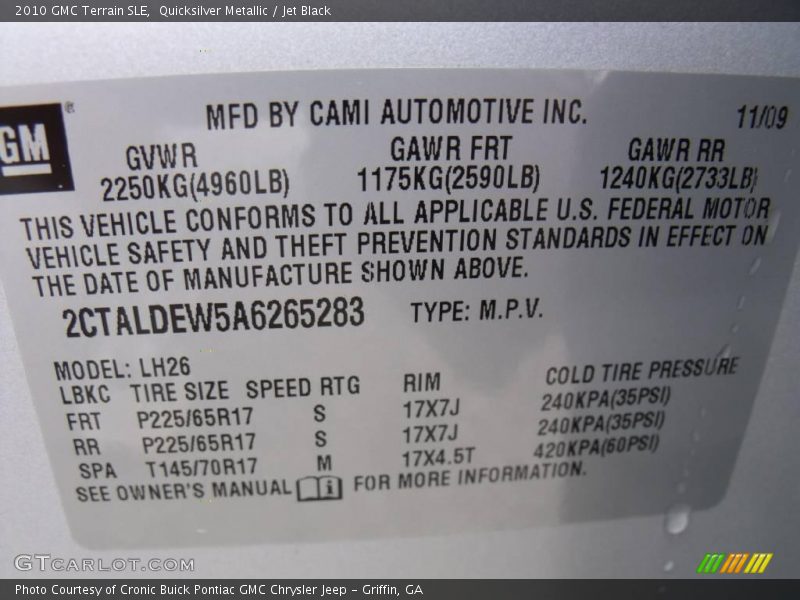 2010 GMC Terrain SLE, Quicksilver Metallic / Jet Black
GM ®
MFD BY CAMI AUTOMOTIVE INC. 11/09
GVWR GAWR FRT GAWR RR
2250KG(4960LB) 1175KG(2590LB) 1240KG(2733LB)
THIS VEHICLE CONFORMS TO ALL APPLICABLE U.S. FEDERAL MOTOR
VEHICLE SAFETY AND THEFT PREVENTION STANDARDS IN EFFECT ON
THE DATE OF MANUFACTURE SHOWN ABOVE.
2CTALDEW5A6265283 TYPE: M.P.V.
MODEL: LH26
LBKC TIRE SIZE SPEED RTG RIM COLD TIRE PRESSURE
FRT P225/65R17 S 17X7J 240KPA(35PSI)
RR P225/65R17 S 17X7J 240KPA(35PSI)
SPA T145/70R17 M 17X4.5T 420KPA(60PSI)
SEE OWNER'S MANUAL i FOR MORE INFORMATION.
GTCARLOT.COM
Photo Courtesy of Cronic Buick Pontiac GMC Chrysler Jeep - Griffin, GA